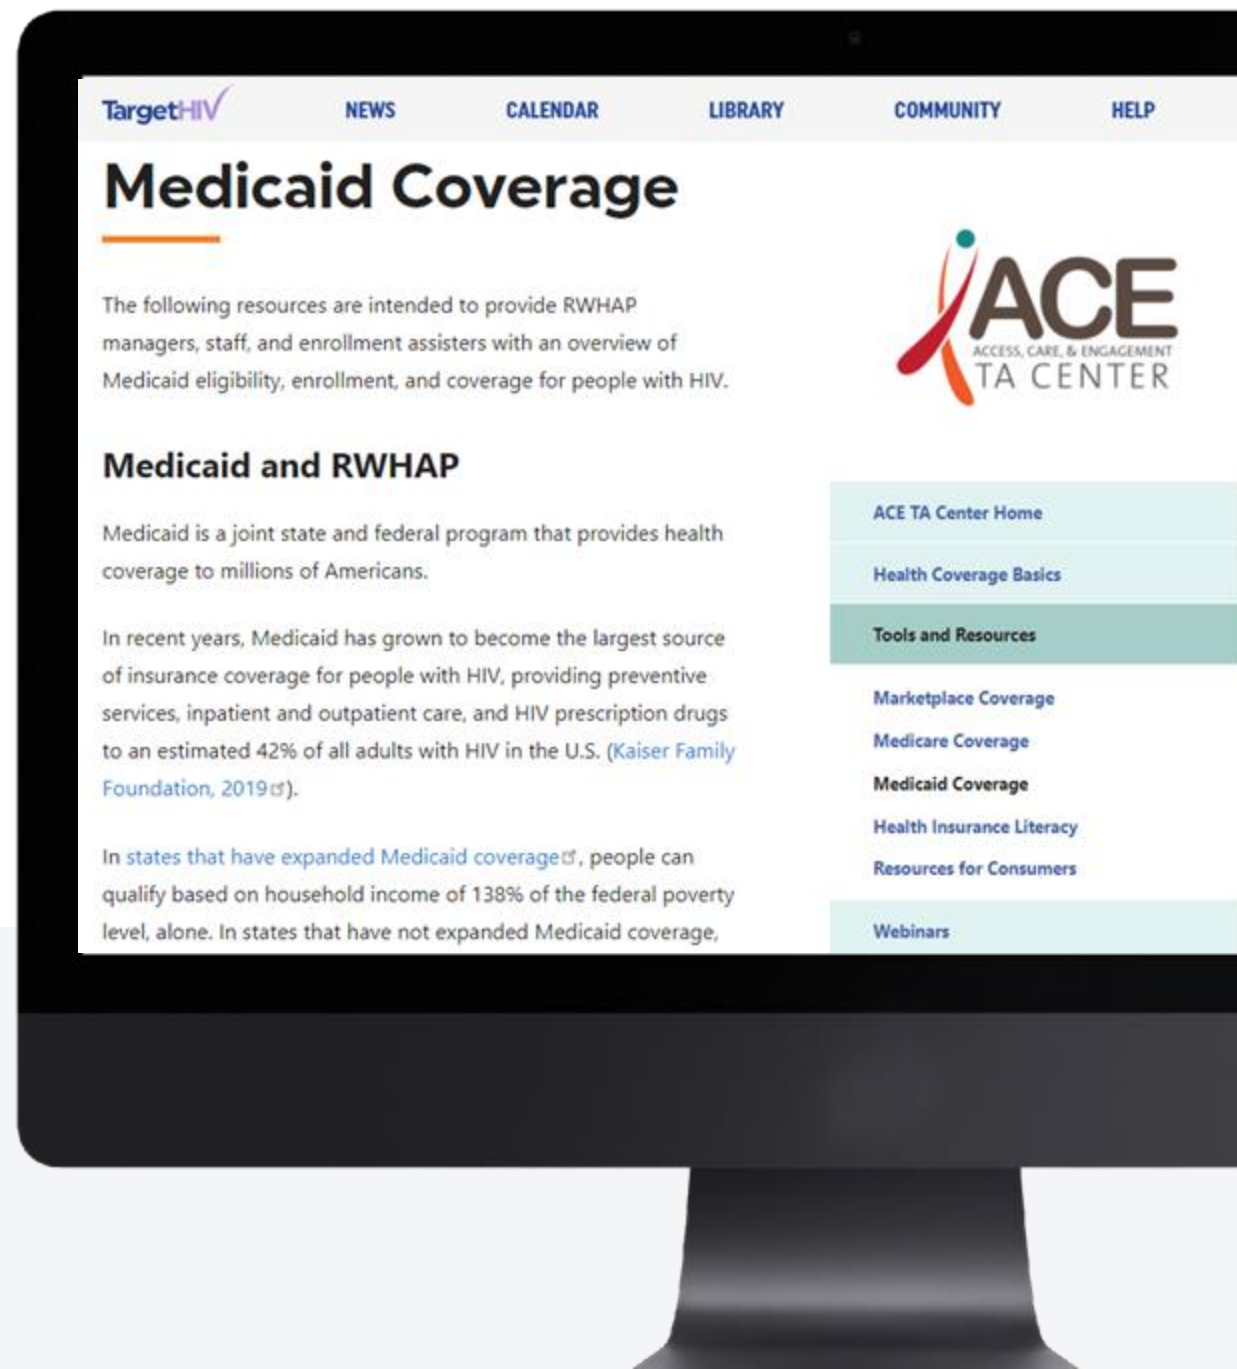 TargetHIV
NEWS
CALENDAR
LIBRARY
COMMUNITY
HELP
Medicaid Coverage
The following resources are intended to provide RWHAP
managers, staff, and enrollment assisters with an overview of
Medicaid eligibility, enrollment, and coverage for people with HIV.
Medicaid and RWHAP
Medicaid is a joint state and federal program that provides health
coverage to millions of Americans.
In recent years, Medicaid has grown to become the largest source
of insurance coverage for people with HIV, providing preventive
services, inpatient and outpatient care, and HIV prescription drugs
to an estimated 42% of all adults with HIV in the U.S. (Kaiser Family
Foundation, 2019).
In states that have expanded Medicaid coverage, people can
qualify based on household income of 138% of the federal poverty
level, alone. In states that have not expanded Medicaid coverage,
ACE
ACCESS, CARE, & ENGAGEMENT
TA CENTER
ACE TA Center Home
Health Coverage Basics
Tools and Resources
Marketplace Coverage
Medicare Coverage
Medicaid Coverage
Health Insurance Literacy
Resources for Consumers
Webinars